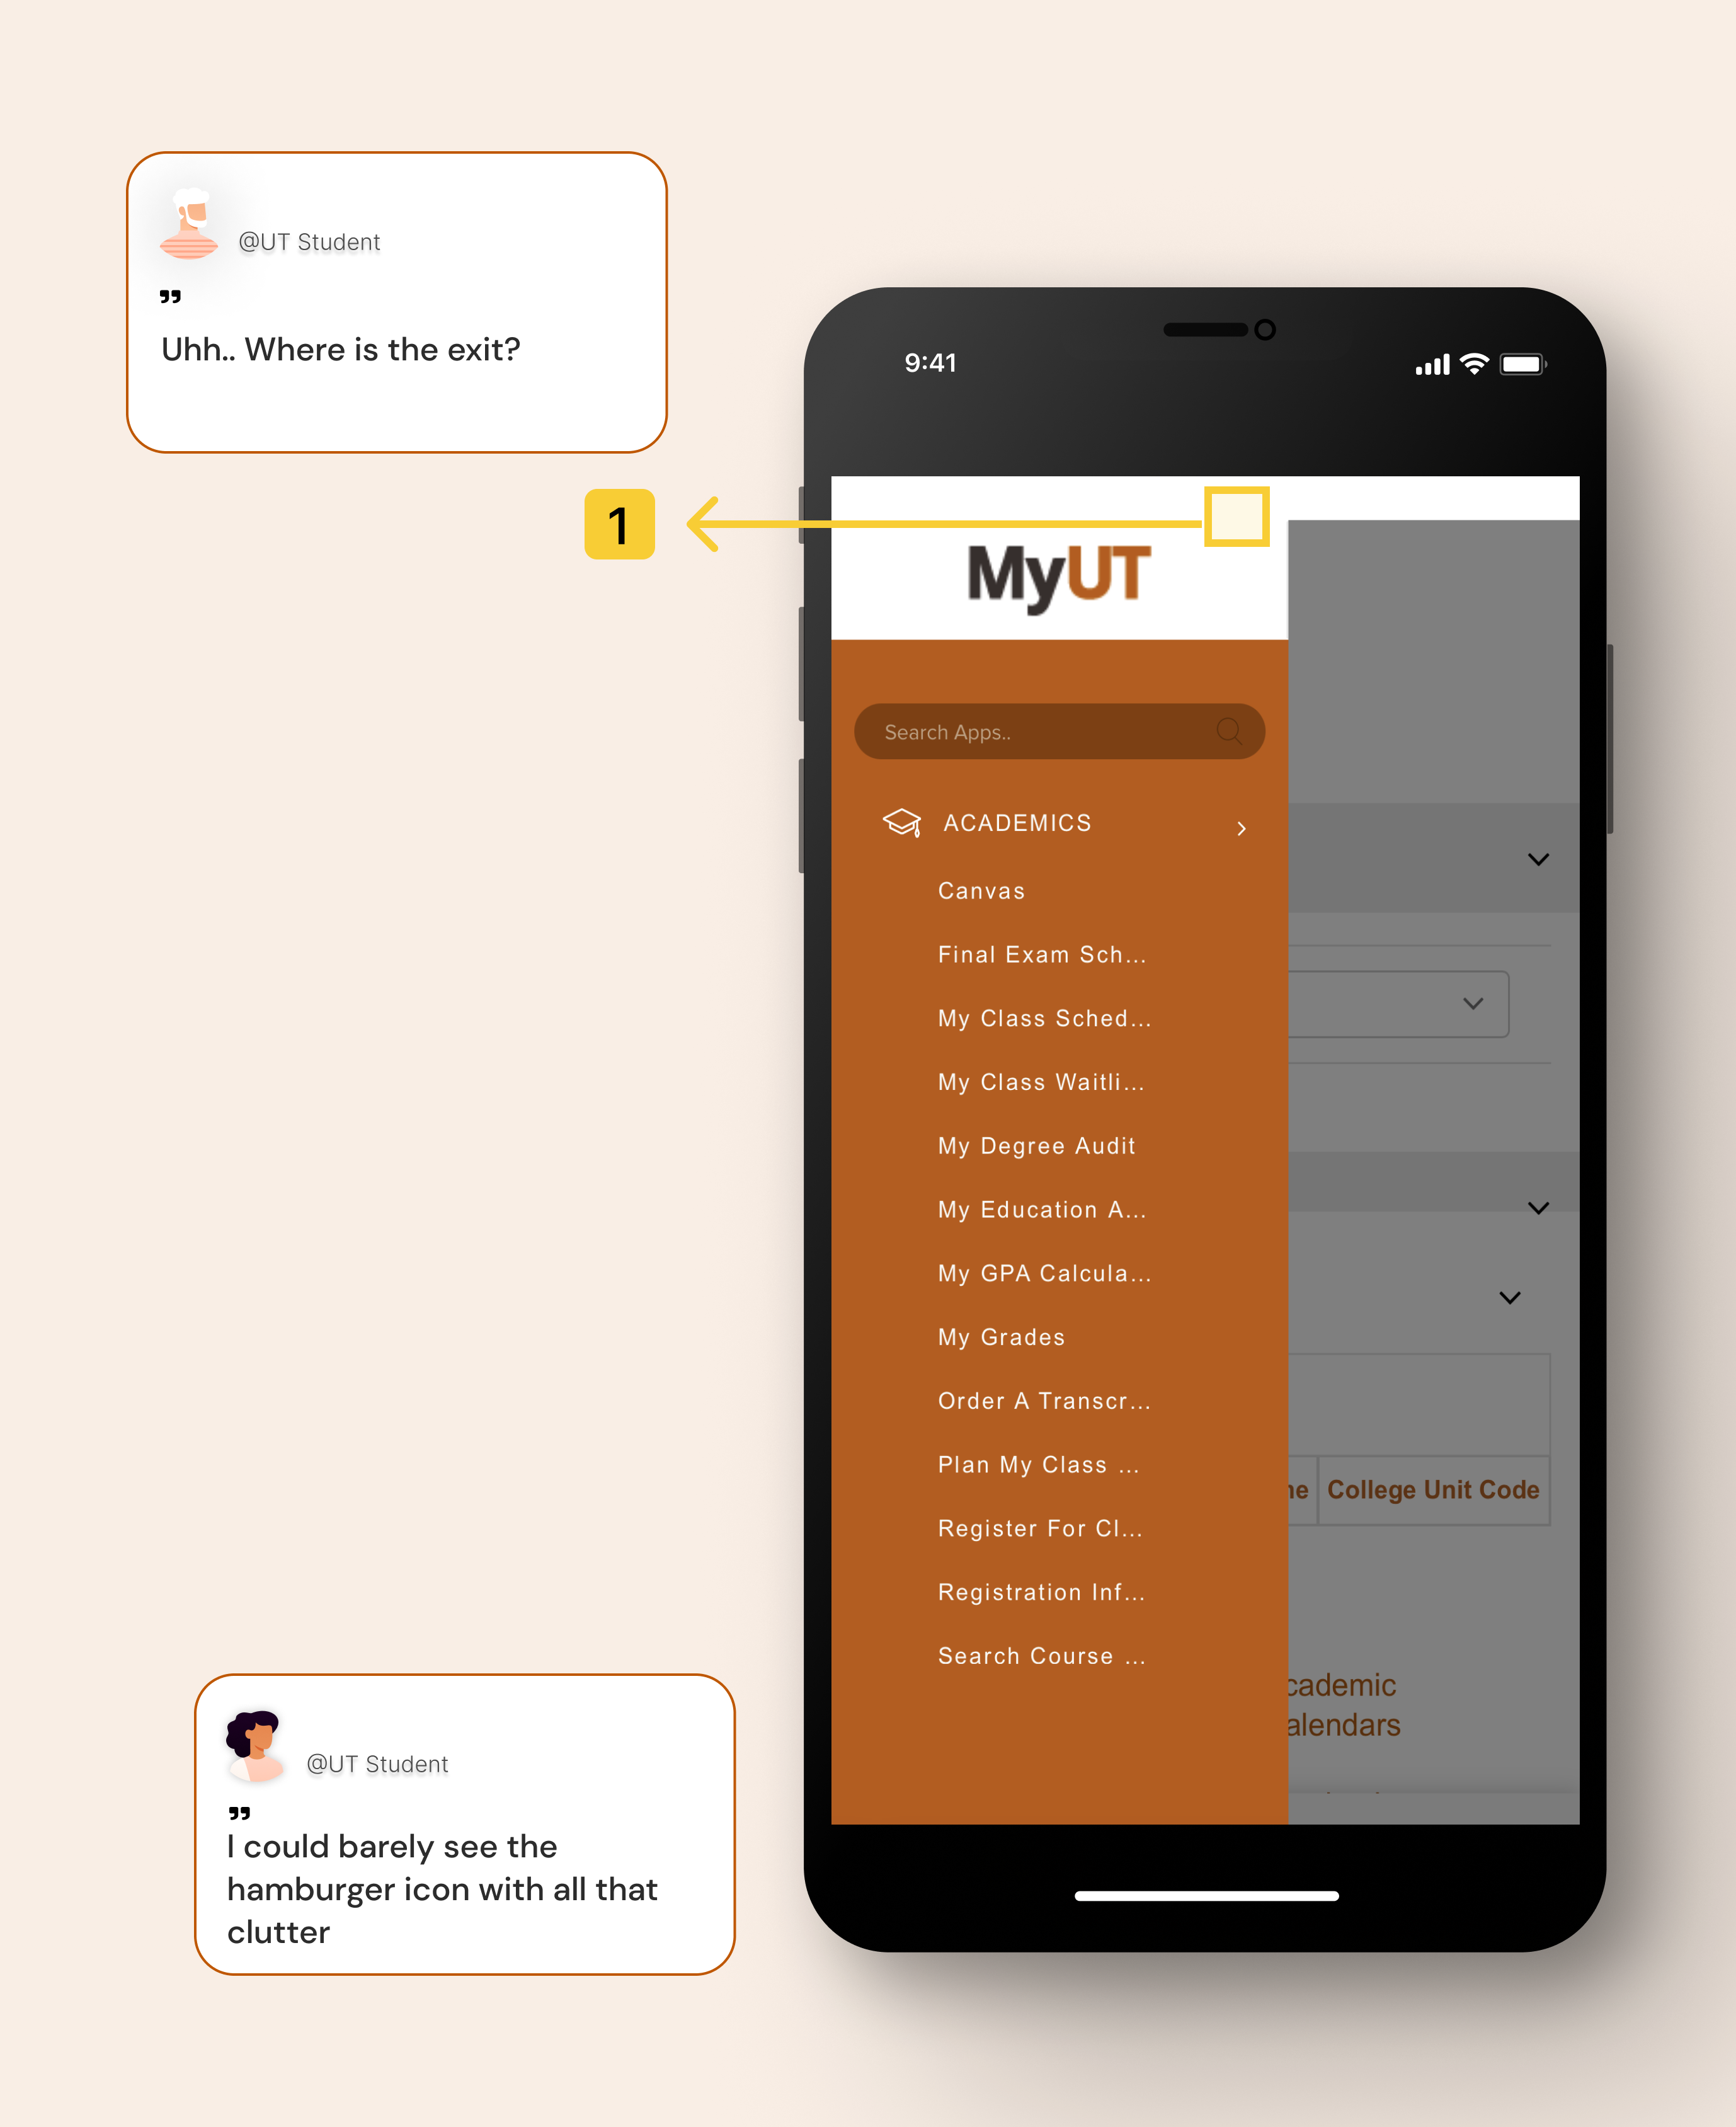 @UT Student
”
Uhh.. Where is the exit?
1
9:41
MyUT
Search Apps..
ACADEMICS
Canvas
Final Exam Sch...
My Class Sched...
My Class Waitli...
My Degree Audit
My Education A...
My GPA Calcula...
My Grades
Order A Transcr...
Plan My Class ...
Register For Cl...
Registration Inf...
Search Course ...
ne College Unit Code
cademic
alendars
@UT Student
”
I could barely see the
hamburger icon with all that
clutter